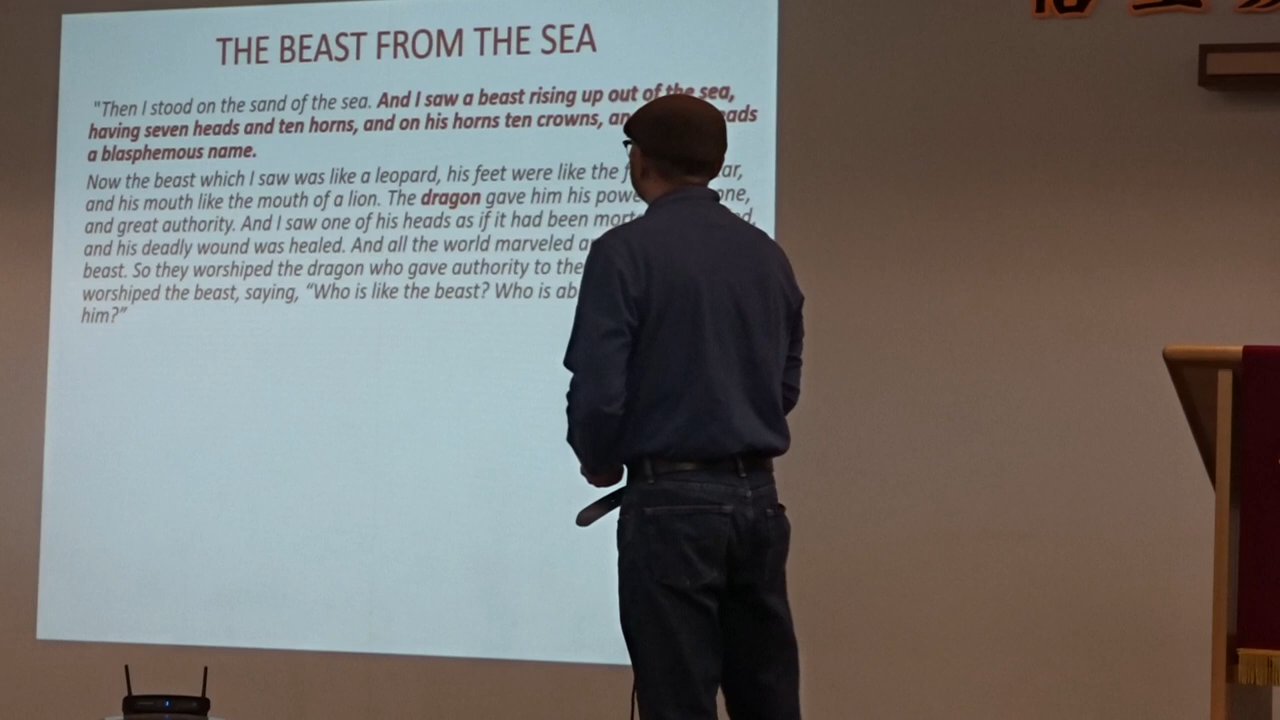 THE BEAST FROM THE SEA
"Then I stood on the sand of the sea. And I saw a beast rising up out of the sea,
having seven heads and ten horns, and on his horns ten crowns,
a blasphemous name.
Now the beast which I saw was like a leopard, his feet were like the
and his mouth like the mouth of a lion. The dragon gave him his
and great authority. And I saw one of his heads as if it had been
and his deadly wound was healed. And all the world marveled
beast. So they worshiped the dragon who gave authority to the
worshiped the beast, saying, “Who is like the beast? Who is
him?”